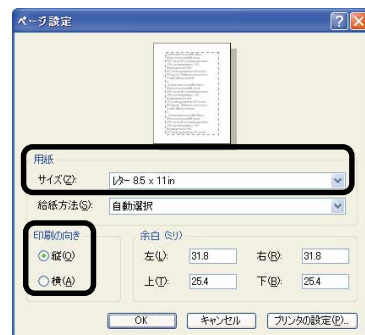 ページ設定
用紙
サイズ(Z): レター 8.5 x 11 in
給紙方法(S): 自動選択
印刷の向き 余白 (ミリ)
縦(O) 左(L): 31.8 右(R): 31.8
横(A) 上(T): 25.4 下(B): 25.4
OK キャンセル プリンタの設定(P)...